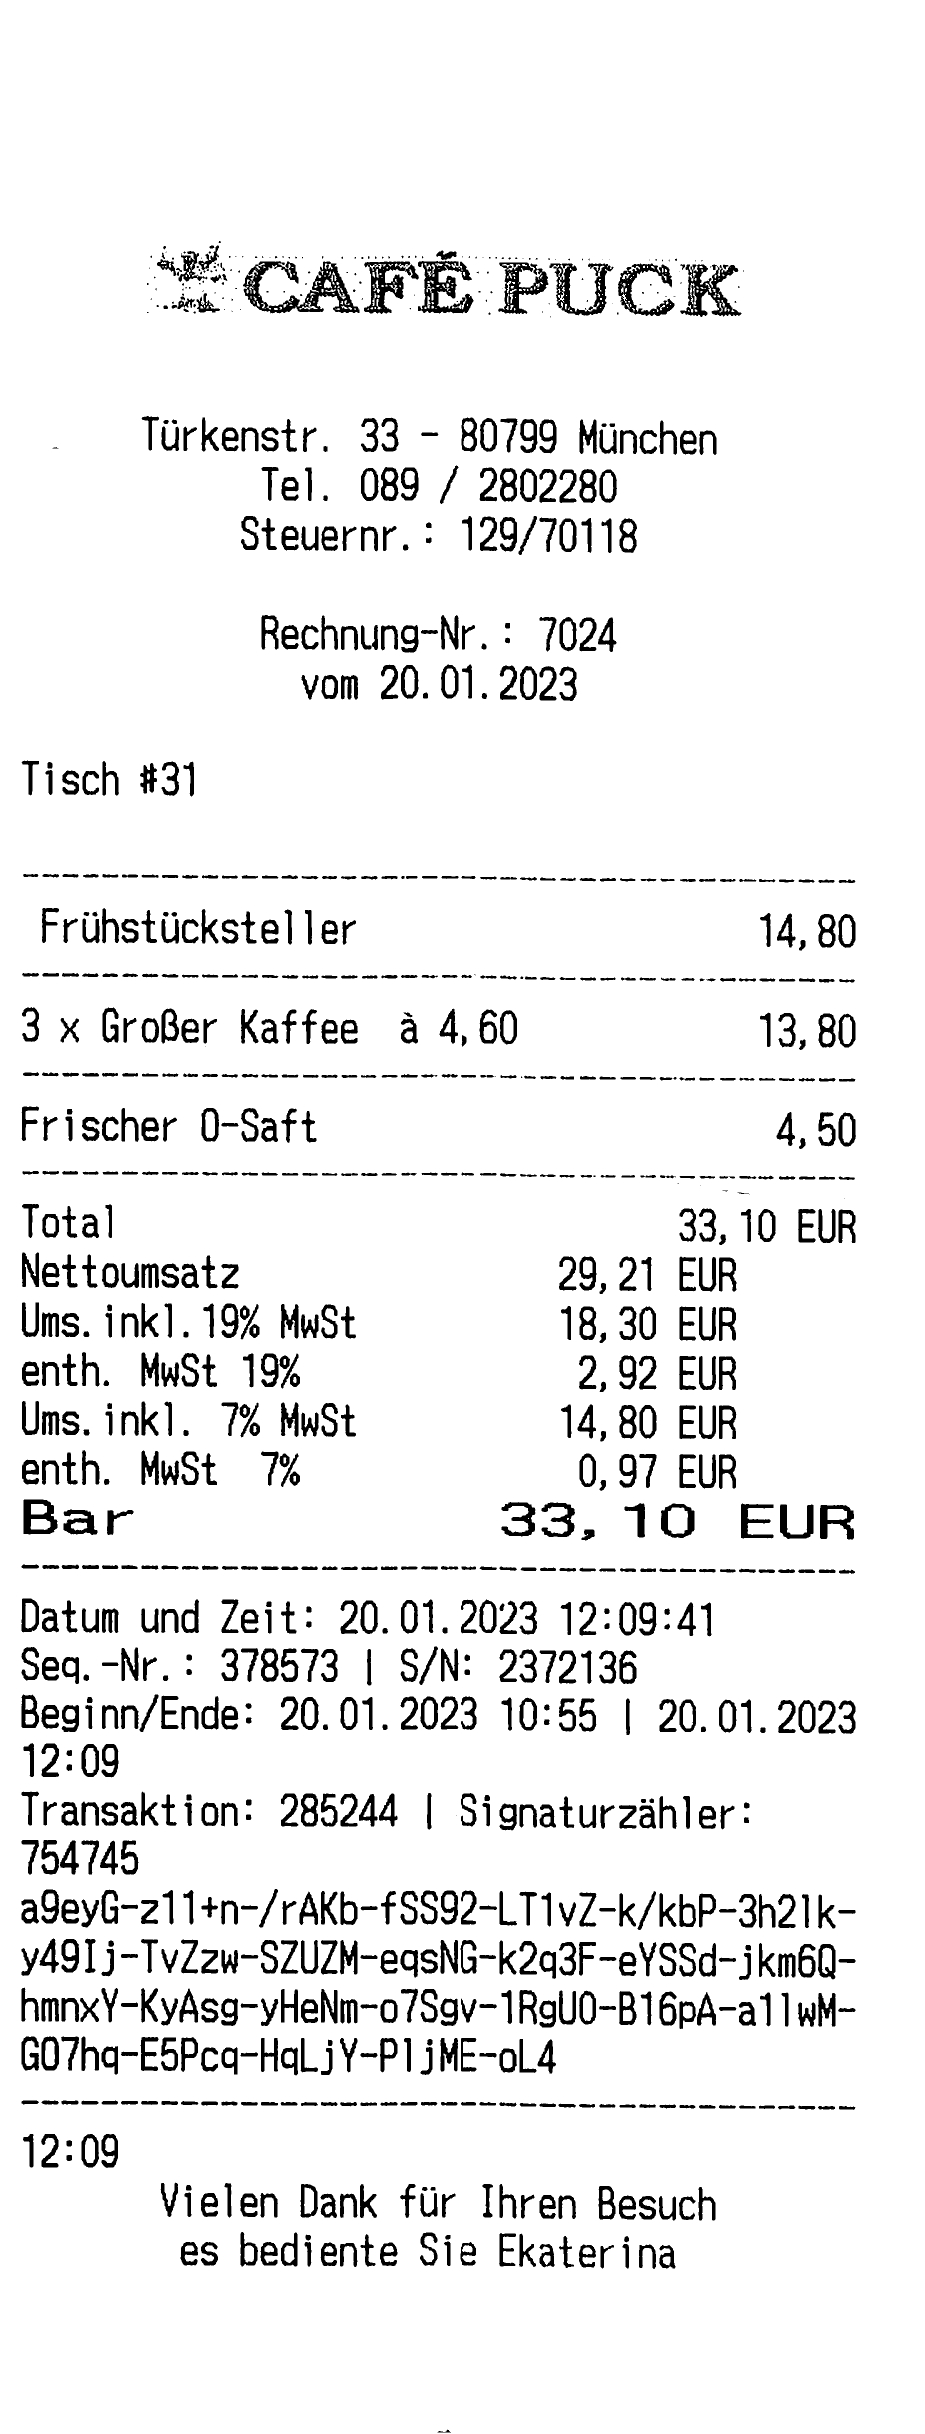 CAFÉ PUCK
Türkenstr. 33 - 80799 München
Tel. 089 / 2802280
Steuernr.: 129/70118
Rechnung-Nr.: 7024
vom 20.01.2023
Tisch #31
Frühstücksteller 14,80
3 x Großer Kaffee à 4,60 13,80
Frischer O-Saft 4,50
Total 33,10 EUR
Nettoumsatz 29,21 EUR
Ums.inkl.19% MwSt 18,30 EUR
enth. MwSt 19% 2,92 EUR
Ums.inkl. 7% MwSt 14,80 EUR
enth. MwSt 7% 0,97 EUR
Bar 33,10 EUR
Datum und Zeit: 20.01.2023 12:09:41
Seq.-Nr.: 378573 | S/N: 2372136
Beginn/Ende: 20.01.2023 10:55 | 20.01.2023
12:09
Transaktion: 285244 | Signaturzähler:
754745
a9eyG-z11+n-/rAKb-fSS92-LT1vZ-k/kbP-3h2lk-
y49Ij-TvZzw-SZUZM-eqsNG-k2q3F-eYSSd-jkm6Q-
hmnxY-KyAsg-yHeNm-o7Sgv-1RgU0-B16pA-a1lwM-
G07hq-E5Pcq-HqLjY-PljME-oL4
12:09
Vielen Dank für Ihren Besuch
es bediente Sie Ekaterina